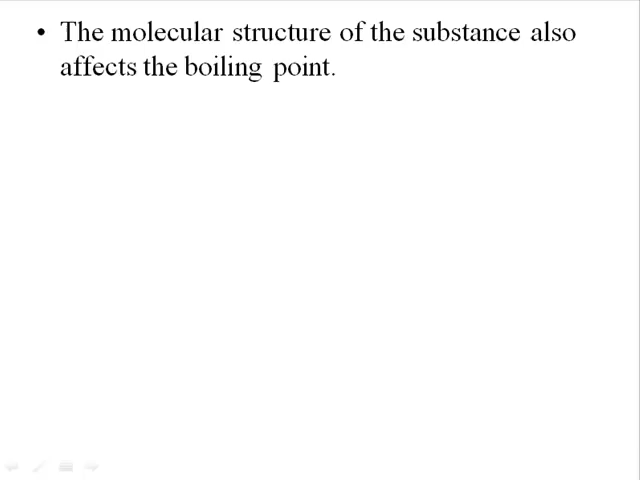 • The molecular structure of the substance also
affects the boiling point.